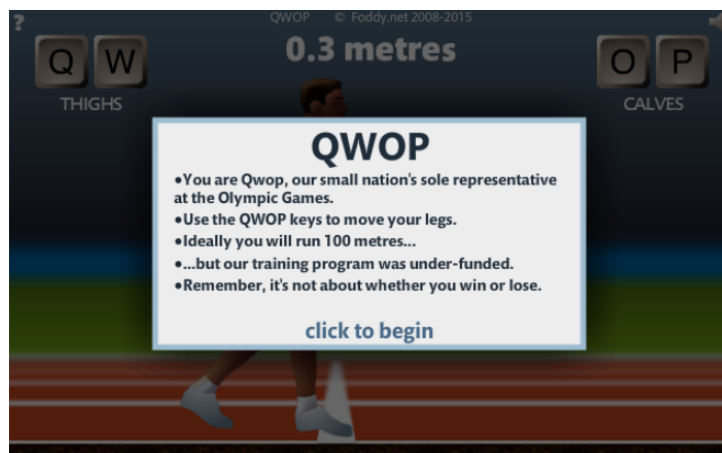 QWOP © Foddy.net 2008-2015
?
0.3 metres
Q W
O P
THIGHS
CALVES
QWOP
•You are Qwop, our small nation's sole representative
at the Olympic Games.
•Use the QWOP keys to move your legs.
•Ideally you will run 100 metres...
•...but our training program was under-funded.
•Remember, it's not about whether you win or lose.
click to begin